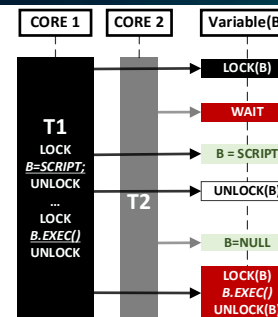 CORE 1
CORE 2
Variable(B
LOCK(B)
WAIT
T1
LOCK
B=SCRIPT;
UNLOCK
...
LOCK
B.EXEC()
UNLOCK
T2
B = SCRIPT
UNLOCK(B)
B=NULL
LOCK(B)
B.EXEC()
UNLOCK(B)